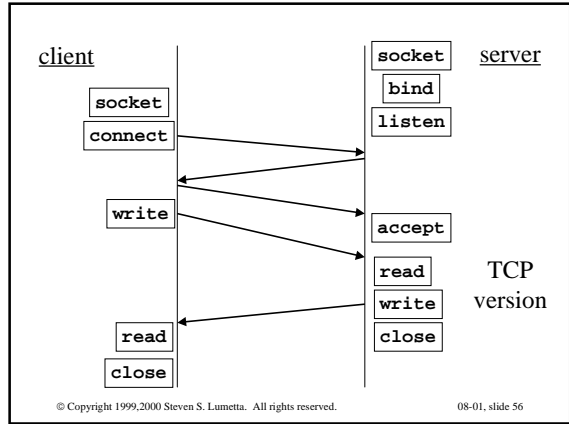 client
server
socket
bind
listen
socket
connect
write
accept
read
write
close
TCP
version
read
close
© Copyright 1999,2000 Steven S. Lumetta. All rights reserved.
08-01, slide 56